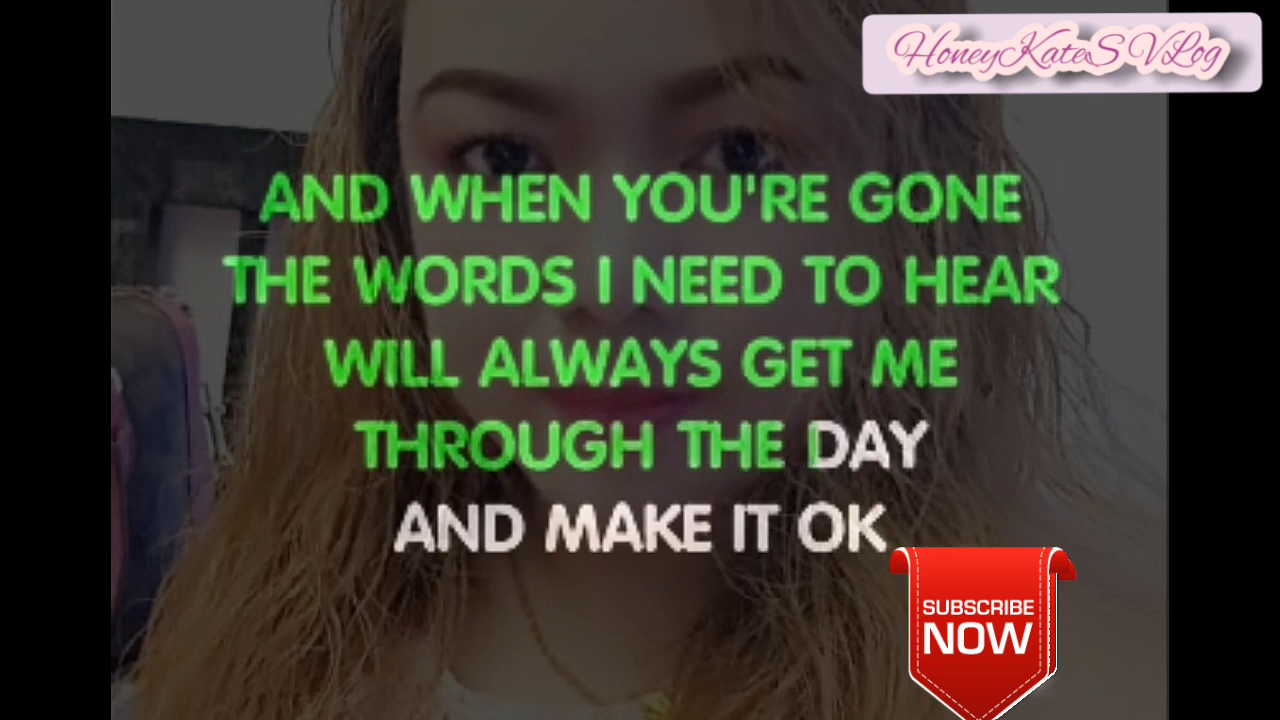 HoneyKateS VLog
AND WHEN YOU'RE GONE
THE WORDS I NEED TO HEAR
WILL ALWAYS GET ME
THROUGH THE DAY
AND MAKE IT OK
SUBSCRIBE
NOW